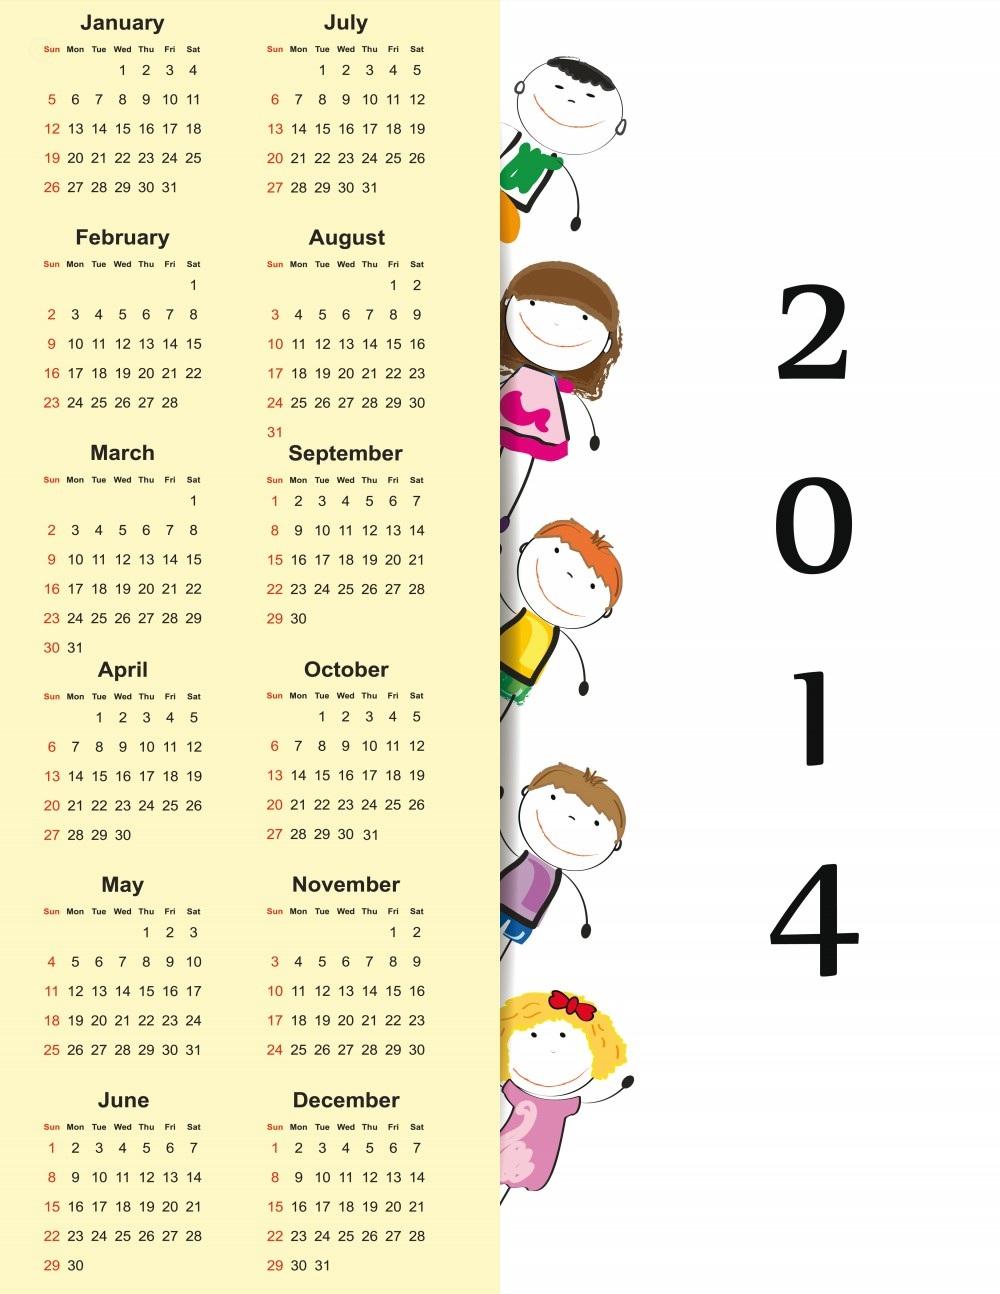 January
Sun Mon Tue Wed Thu Fri Sat
1 2 3 4
5 6 7 8 9 10 11
12 13 14 15 16 17 18
19 20 21 22 23 24 25
26 27 28 29 30 31
February
Sun Mon Tue Wed Thu Fri Sat
1
2 3 4 5 6 7 8
9 10 11 12 13 14 15
16 17 18 19 20 21 22
23 24 25 26 27 28
March
Sun Mon Tue Wed Thu Fri Sat
1
2 3 4 5 6 7 8
9 10 11 12 13 14 15
16 17 18 19 20 21 22
23 24 25 26 27 28 29
30 31
April
Sun Mon Tue Wed Thu Fri Sat
1 2 3 4 5
6 7 8 9 10 11 12
13 14 15 16 17 18 19
20 21 22 23 24 25 26
27 28 29 30
May
Sun Mon Tue Wed Thu Fri Sat
1 2 3
4 5 6 7 8 9 10
11 12 13 14 15 16 17
18 19 20 21 22 23 24
25 26 27 28 29 30 31
June
Sun Mon Tue Wed Thu Fri Sat
1 2 3 4 5 6 7
8 9 10 11 12 13 14
15 16 17 18 19 20 21
22 23 24 25 26 27 28
29 30
July
Sun Mon Tue Wed Thu Fri Sat
1 2 3 4 5
6 7 8 9 10 11 12
13 14 15 16 17 18 19
20 21 22 23 24 25 26
27 28 29 30 31
August
Sun Mon Tue Wed Thu Fri Sat
1 2
3 4 5 6 7 8 9
10 11 12 13 14 15 16
17 18 19 20 21 22 23
24 25 26 27 28 29 30
31
September
Sun Mon Tue Wed Thu Fri Sat
1 2 3 4 5 6 7
8 9 10 11 12 13 14
15 16 17 18 19 20 21
22 23 24 25 26 27 28
29 30
October
Sun Mon Tue Wed Thu Fri Sat
1 2 3 4 5
6 7 8 9 10 11 12
13 14 15 16 17 18 19
20 21 22 23 24 25 26
27 28 29 30 31
November
Sun Mon Tue Wed Thu Fri Sat
1 2
3 4 5 6 7 8 9
10 11 12 13 14 15 16
17 18 19 20 21 22 23
24 25 26 27 28 29 30
December
Sun Mon Tue Wed Thu Fri Sat
1 2 3 4 5 6 7
8 9 10 11 12 13 14
15 16 17 18 19 20 21
22 23 24 25 26 27 28
29 30 31
2
0
1
4